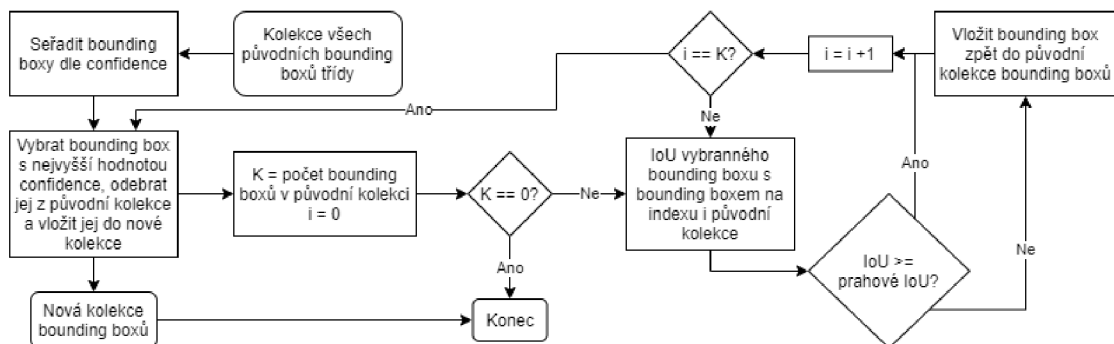 Kolekce všech
původních bounding
boxů třídy
Seřadit bounding
boxy dle confidence
Vybrat bounding box
s nejvyšší hodnotou
confidence, odebrat
jej z původní kolekce
a vložit jej do nové
kolekce
Nová kolekce
bounding boxů
K = počet bounding
boxů v původní kolekci
i = 0
K == 0?
Ano
Konec
Ne
IoU vybranného
bounding boxu s
bounding boxem na
indexu i původní
kolekce
IoU >=
prahové IoU?
Ano
Ne
Vložit bounding box
zpět do původní
kolekce bounding boxů
i = i +1
i == K?
Ano
Ne